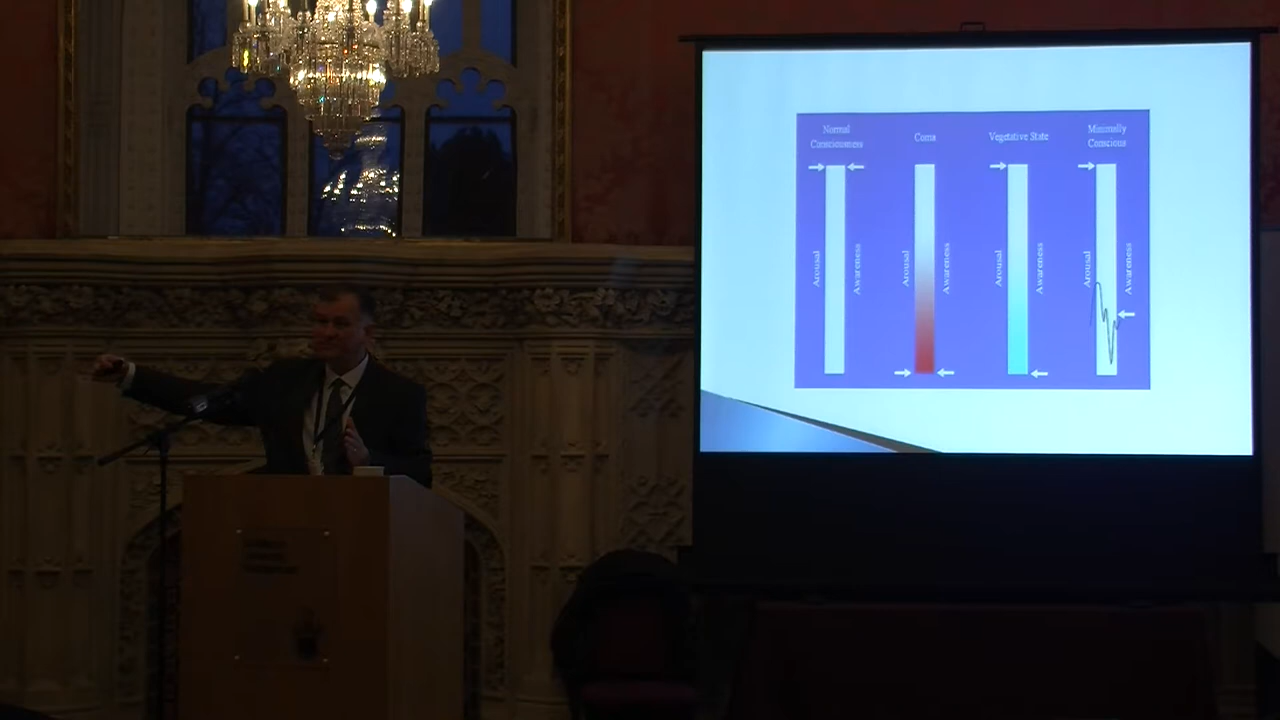 Normal
Consciousness
Coma
Vegetative State
Minimally
Conscious
Arousal
Awareness
Arousal
Awareness
Arousal
Awareness
Arousal
Awareness